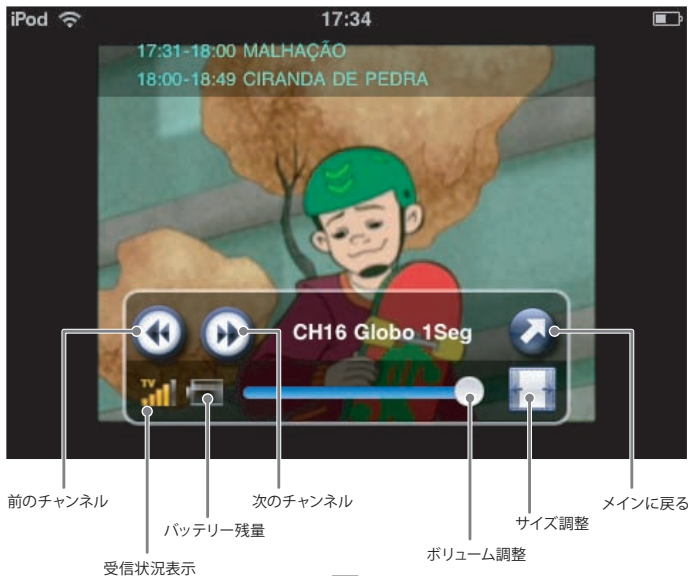 iPod 17:34
17:31-18:00 MALHAÇÃO
18:00-18:49 CIRANDA DE PEDRA
CH16 Globo 1Seg
TV
前のチャンネル
次のチャンネル
メインに戻る
バッテリー残量
サイズ調整
受信状況表示
ボリューム調整